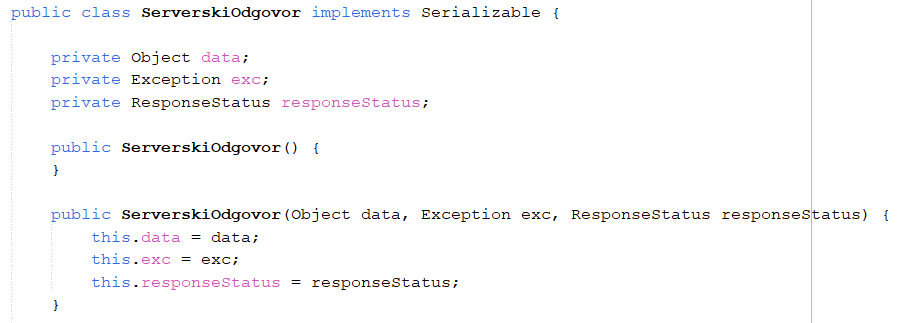 public class ServerskiOdgovor implements Serializable {
private Object data;
private Exception exc;
private ResponseStatus responseStatus;
public ServerskiOdgovor() {
}
public ServerskiOdgovor(Object data, Exception exc, ResponseStatus responseStatus) {
this.data = data;
this.exc = exc;
this.responseStatus = responseStatus;
}